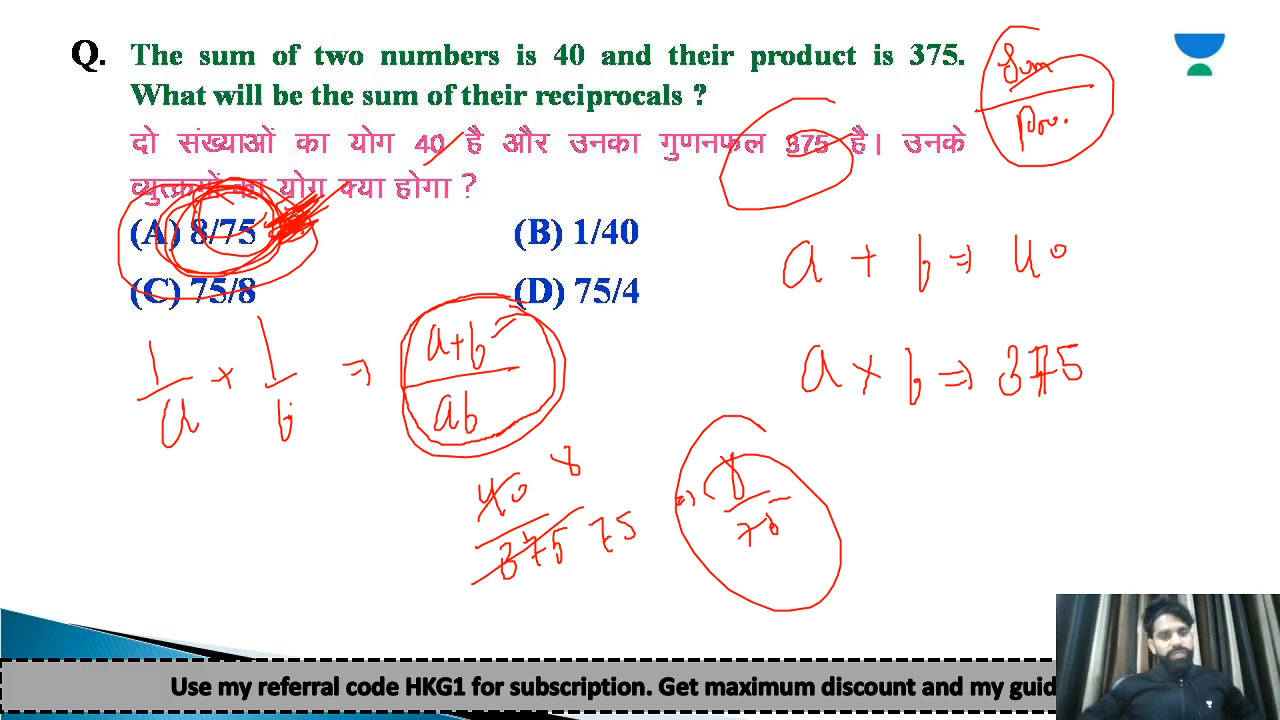 Q. The sum of two numbers is 40 and their product is 375.
What will be the sum of their reciprocals ?
दो संख्याओं का योग 40 है और उनका गुणनफल 375 है। उनके
व्युत्क्रमों का योग क्या होगा ?
(A) 8/75 (B) 1/40
(C) 75/8 (D) 75/4
Sum
Pro.
a + b => 40
a × b => 375
1/a + 1/b => a+b/ab
40 8
375 75
=> 8/75
Use my referral code HKG1 for subscription. Get maximum discount and my guid